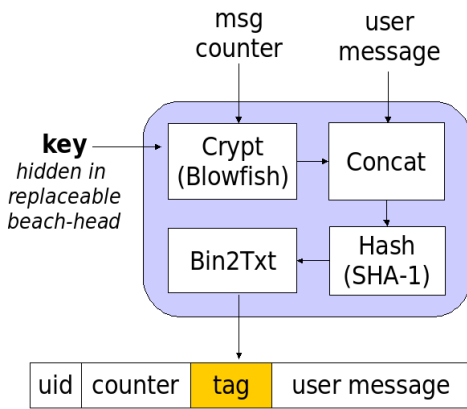 msg
counter
user
message
key
hidden in
replaceable
beach-head
Crypt
(Blowfish)
Concat
Bin2Txt
Hash
(SHA-1)
uid counter tag user message